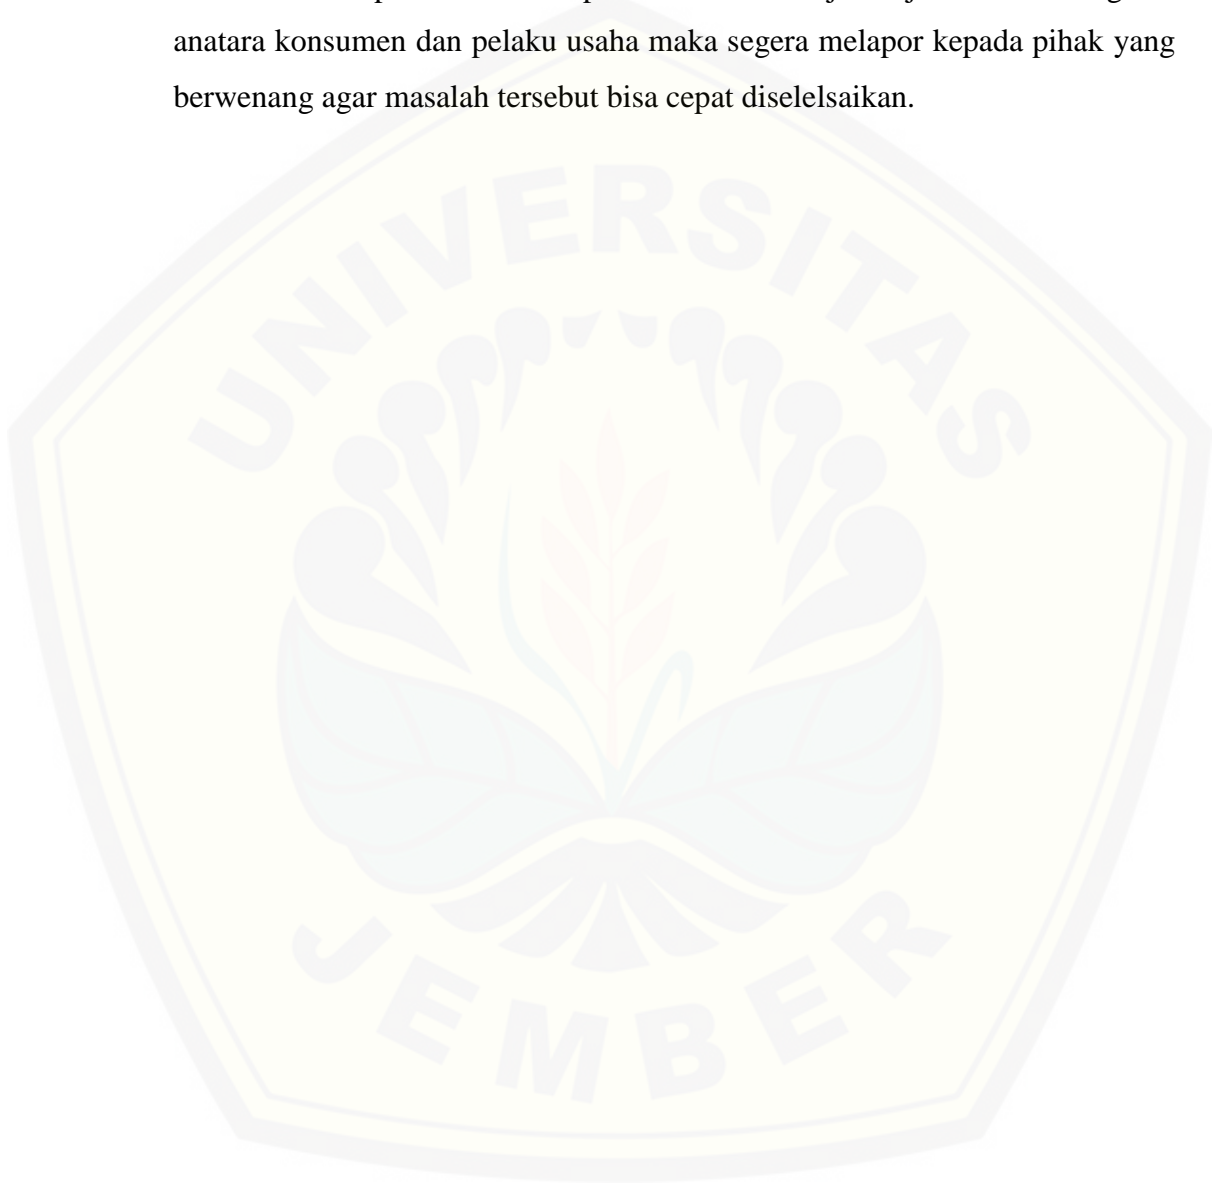 anatara konsumen dan pelaku usaha maka segera melapor kepada pihak yang
berwenang agar masalah tersebut bisa cepat diselelsaikan.
UNIVERSITAS
JEMBER